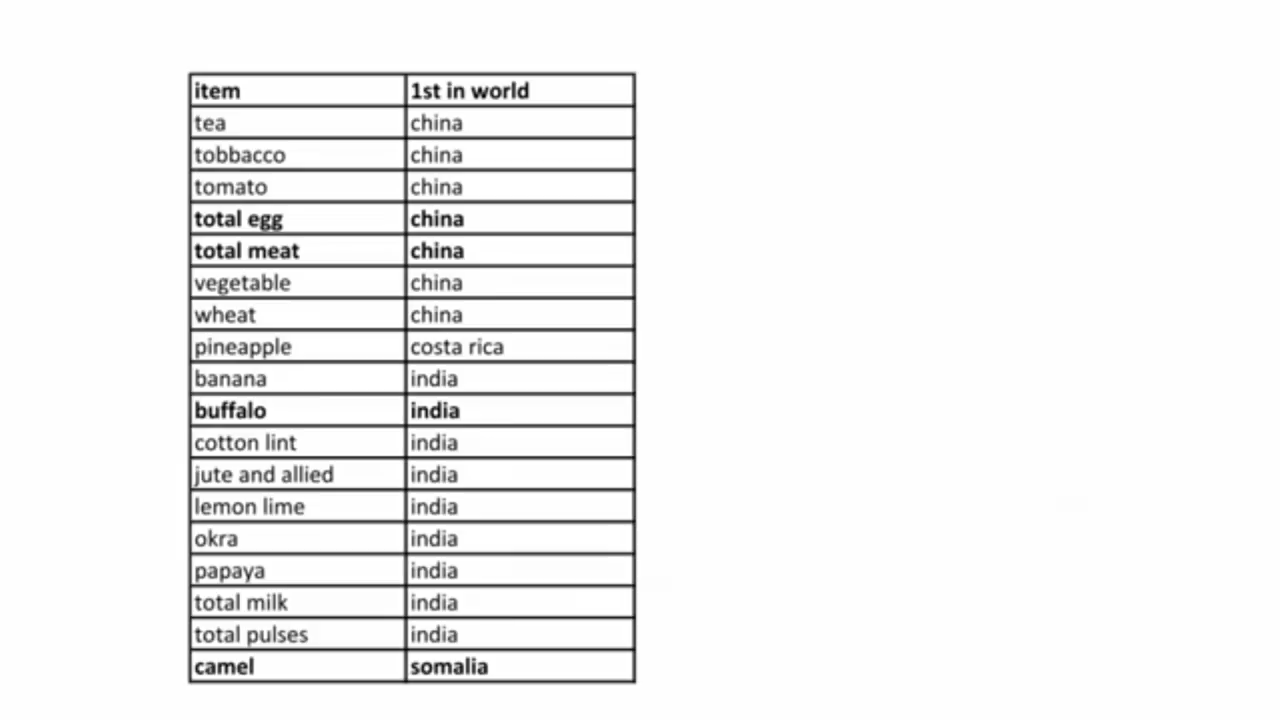 item 1st in world
tea china
tobbacco china
tomato china
total egg china
total meat china
vegetable china
wheat china
pineapple costa rica
banana india
buffalo india
cotton lint india
jute and allied india
lemon lime india
okra india
papaya india
total milk india
total pulses india
camel somalia